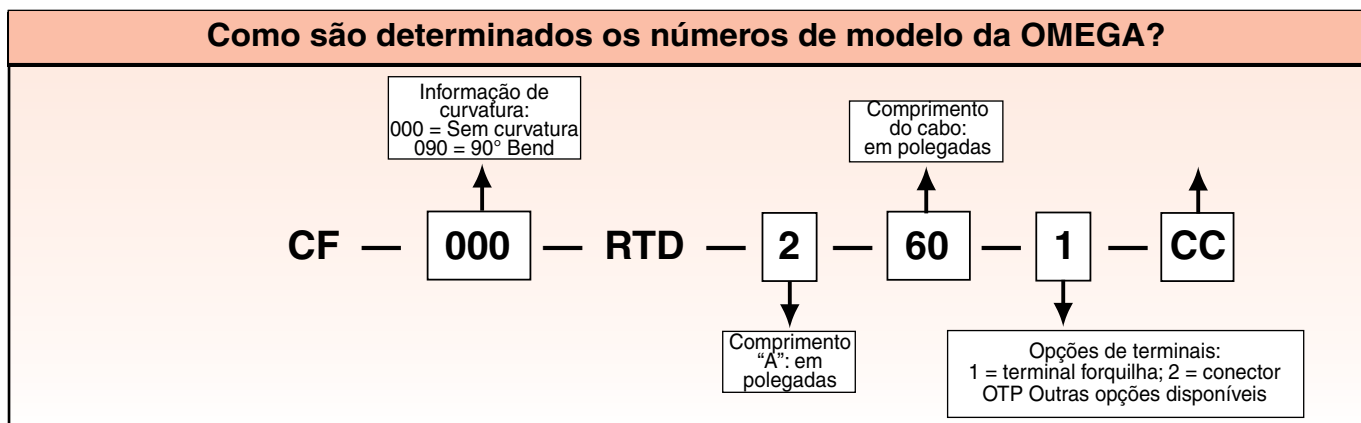 Como são determinados os números de modelo da OMEGA?
Informação de
curvatura:
000 = Sem curvatura
090 = 90° Bend
Comprimento
do cabo:
em polegadas
CF — 000 — RTD — 2 — 60 — 1 — CC
Comprimento
“A”: em
polegadas
Opções de terminais:
1 = terminal forquilha; 2 = conector
OTP Outras opções disponíveis